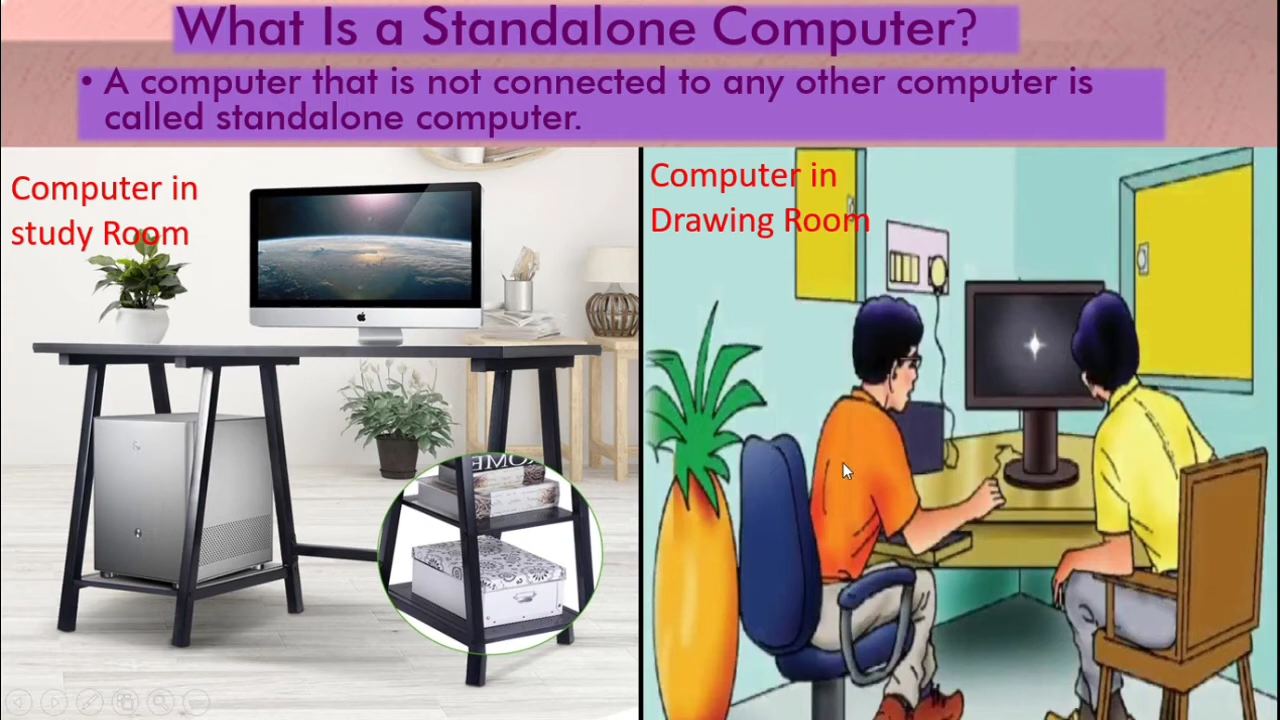 What Is a Standalone Computer?
• A computer that is not connected to any other computer is
called standalone computer.
Computer in
study Room
Computer in
Drawing Room
HOME